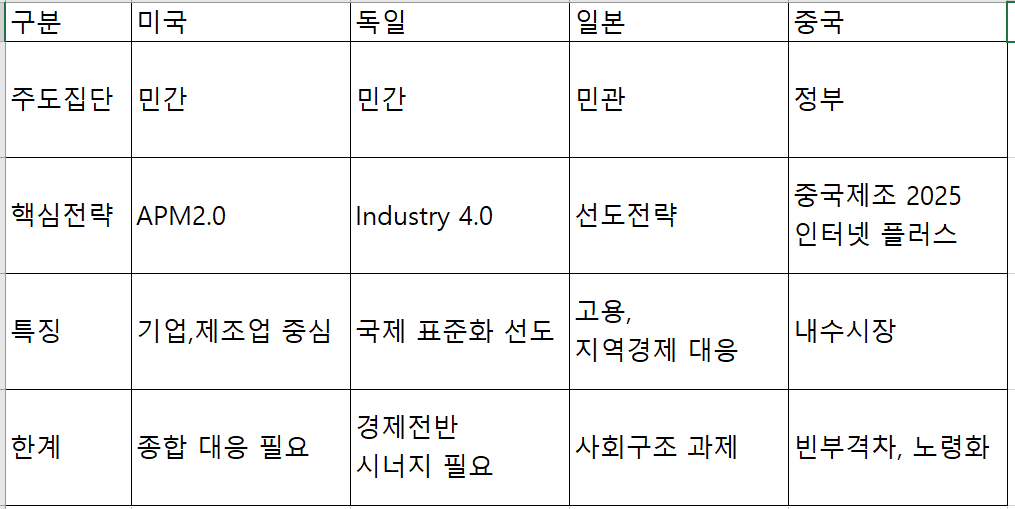 구분 미국 독일 일본 중국
주도집단 민간 민간 민관 정부
핵심전략 APM2.0 Industry 4.0 선도전략 중국제조 2025
인터넷 플러스
특징 기업,제조업 중심 국제 표준화 선도 고용,
지역경제 대응 내수시장
한계 종합 대응 필요 경제전반
시너지 필요 사회구조 과제 빈부격차, 노령화